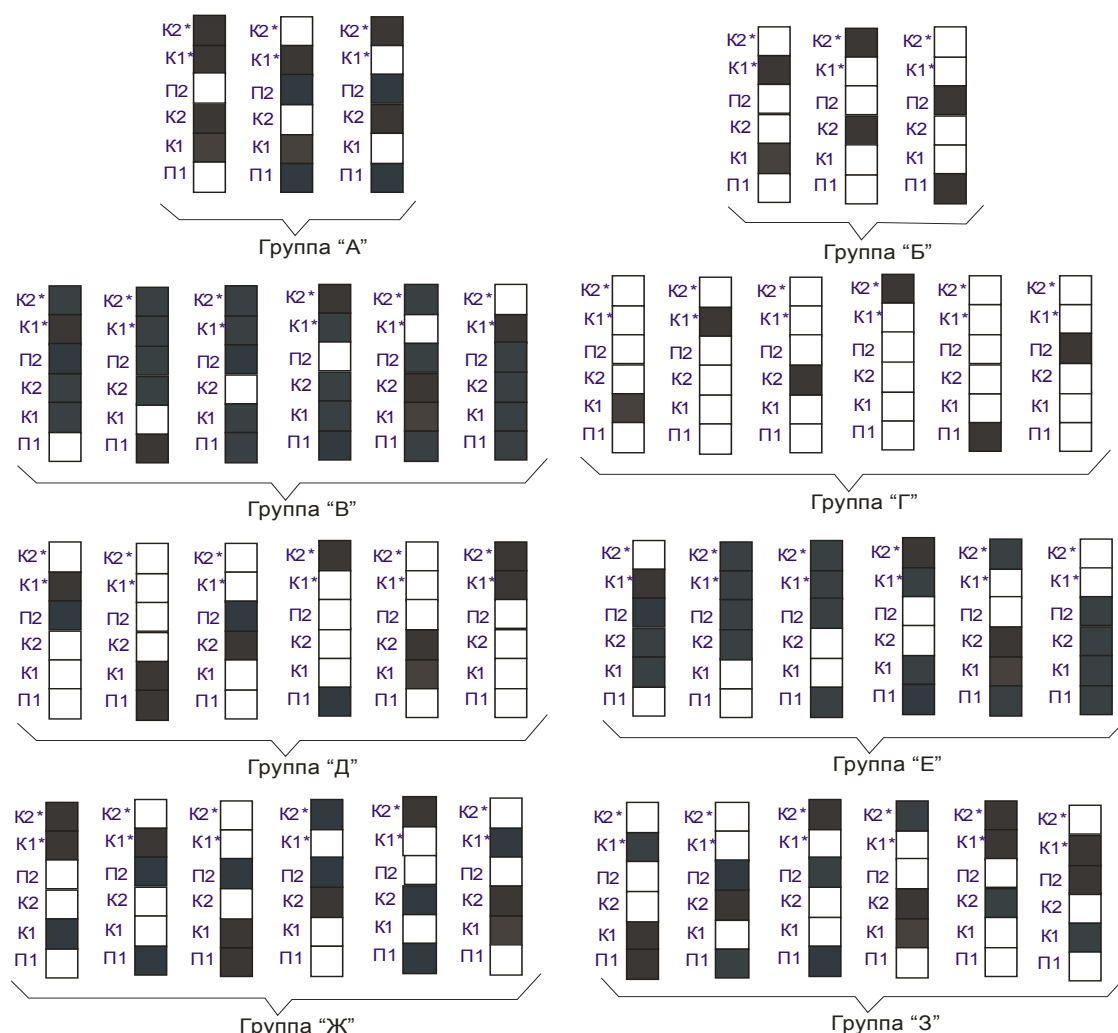 К2* К2* К2*
К1* К1* К1*
П2 П2 П2
К2 К2 К2
К1 К1 К1
П1 П1 П1
Группа “А”
К2* К2* К2*
К1* К1* К1*
П2 П2 П2
К2 К2 К2
К1 К1 К1
П1 П1 П1
Группа “Б”
К2* К2* К2* К2* К2* К2*
К1* К1* К1* К1* К1* К1*
П2 П2 П2 П2 П2 П2
К2 К2 К2 К2 К2 К2
К1 К1 К1 К1 К1 К1
П1 П1 П1 П1 П1 П1
Группа “В”
К2* К2* К2* К2* К2* К2*
К1* К1* К1* К1* К1* К1*
П2 П2 П2 П2 П2 П2
К2 К2 К2 К2 К2 К2
К1 К1 К1 К1 К1 К1
П1 П1 П1 П1 П1 П1
Группа “Г”
К2* К2* К2* К2* К2* К2*
К1* К1* К1* К1* К1* К1*
П2 П2 П2 П2 П2 П2
К2 К2 К2 К2 К2 К2
К1 К1 К1 К1 К1 К1
П1 П1 П1 П1 П1 П1
Группа “Д”
К2* К2* К2* К2* К2* К2*
К1* К1* К1* К1* К1* К1*
П2 П2 П2 П2 П2 П2
К2 К2 К2 К2 К2 К2
К1 К1 К1 К1 К1 К1
П1 П1 П1 П1 П1 П1
Группа “Е”
К2* К2* К2* К2* К2* К2*
К1* К1* К1* К1* К1* К1*
П2 П2 П2 П2 П2 П2
К2 К2 К2 К2 К2 К2
К1 К1 К1 К1 К1 К1
П1 П1 П1 П1 П1 П1
Группа “Ж”
К2* К2* К2* К2* К2* К2*
К1* К1* К1* К1* К1* К1*
П2 П2 П2 П2 П2 П2
К2 К2 К2 К2 К2 К2
К1 К1 К1 К1 К1 К1
П1 П1 П1 П1 П1 П1
Группа “З”